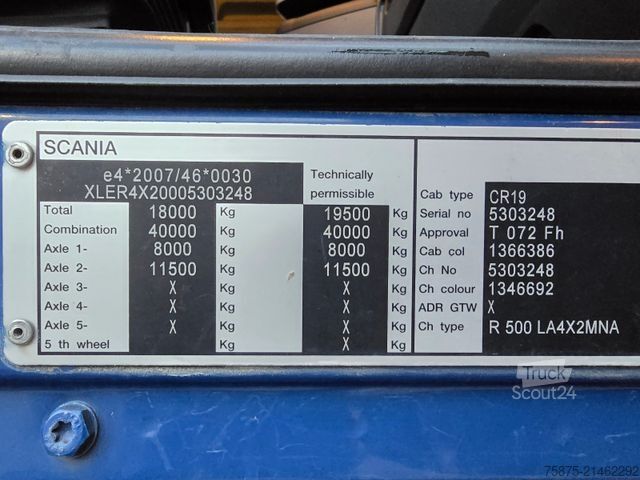 SCANIA
e4*2007/46*0030
XLER4X20005303248
Technically
permissible
Total 18000 Kg 19500 Kg
Combination 40000 Kg 40000 Kg
Axle 1- 8000 Kg 8000 Kg
Axle 2- 11500 Kg 11500 Kg
Axle 3- X Kg X Kg
Axle 4- X Kg X Kg
Axle 5- X Kg X Kg
5 th wheel Kg X Kg
Cab type CR19
Serial no 5303248
Approval T 072 Fh
Cab col 1366386
Ch No 5303248
Ch colour 1346692
ADR GTW X
Ch type R 500 LA4X2MNA
Truck
Scout24
75875-21462292